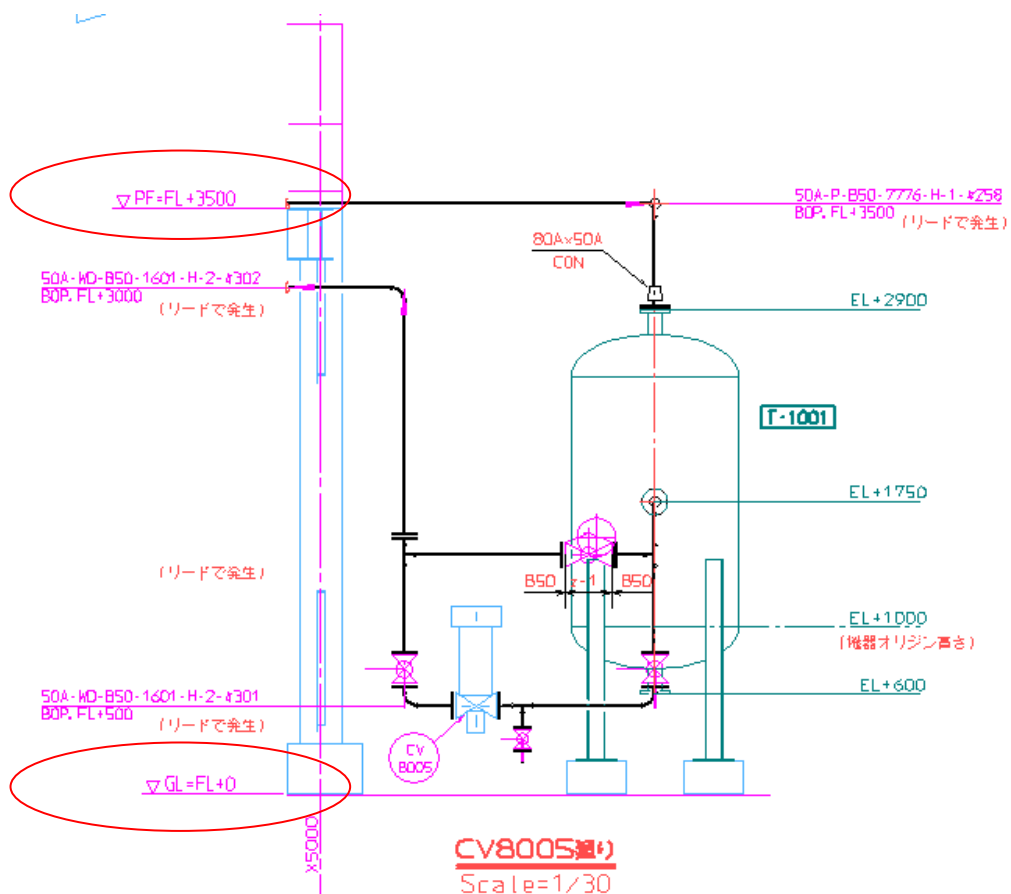 ▽ PF=FL+3500
50A-P-B50-7776-H-1-#258
BOP. FL+3500
(リードで発生)
80A×50A
CON
50A-WD-B50-1601-H-2-#302
BOP. FL+3000
(リードで発生)
EL+2900
T-1001
EL+1750
(リードで発生)
B50
B50
EL+1000
(機器オリジン高さ)
EL+600
50A-WD-B50-1601-H-2-#301
BOP. FL+500
(リードで発生)
CV
8005
▽ GL=FL+0
X5000
CV8005廻り
Scale=1/30